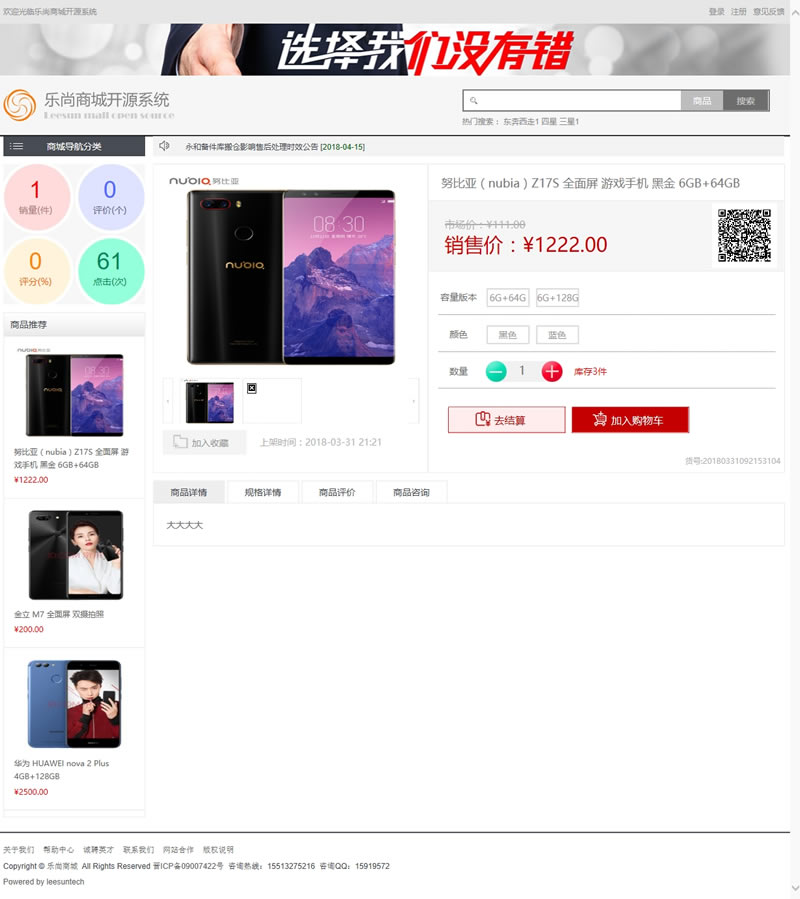 欢迎光临乐尚商城开源系统
登录 注册 意见反馈
选择我们没有错
乐尚商城开源系统
Leesun mall open source
商品 搜索
热门搜索： 东奔西走1 四星 三星1
商城导航分类
永和备件库搬仓影响售后处理时效公告 [2018-04-15]
1
销量(件)
0
评价(个)
0
评分(%)
61
点击(次)
商品推荐
努比亚（nubia）Z17S 全面屏 游
戏手机 黑金 6GB+64GB
¥1222.00
金立 M7 全面屏 双摄拍照
¥200.00
华为 HUAWEI nova 2 Plus
4GB+128GB
¥2500.00
nubia 努比亚
nubia
08:30
加入收藏
上架时间：2018-03-31 21:21
努比亚（nubia）Z17S 全面屏 游戏手机 黑金 6GB+64GB
市场价：¥111.00
销售价：¥1222.00
容量版本 6G+64G 6G+128G
颜色 黑色 蓝色
数量 1 库存3件
去结算 加入购物车
货号:20180331092153104
商品详情 规格详情 商品评价 商品咨询
大大大大
关于我们 帮助中心 诚聘英才 联系我们 网站合作 版权说明
Copyright © 乐尚商城 All Rights Reserved 晋ICP备09007422号 咨询热线：15513275216 咨询QQ：15919572
Powered by leesuntech